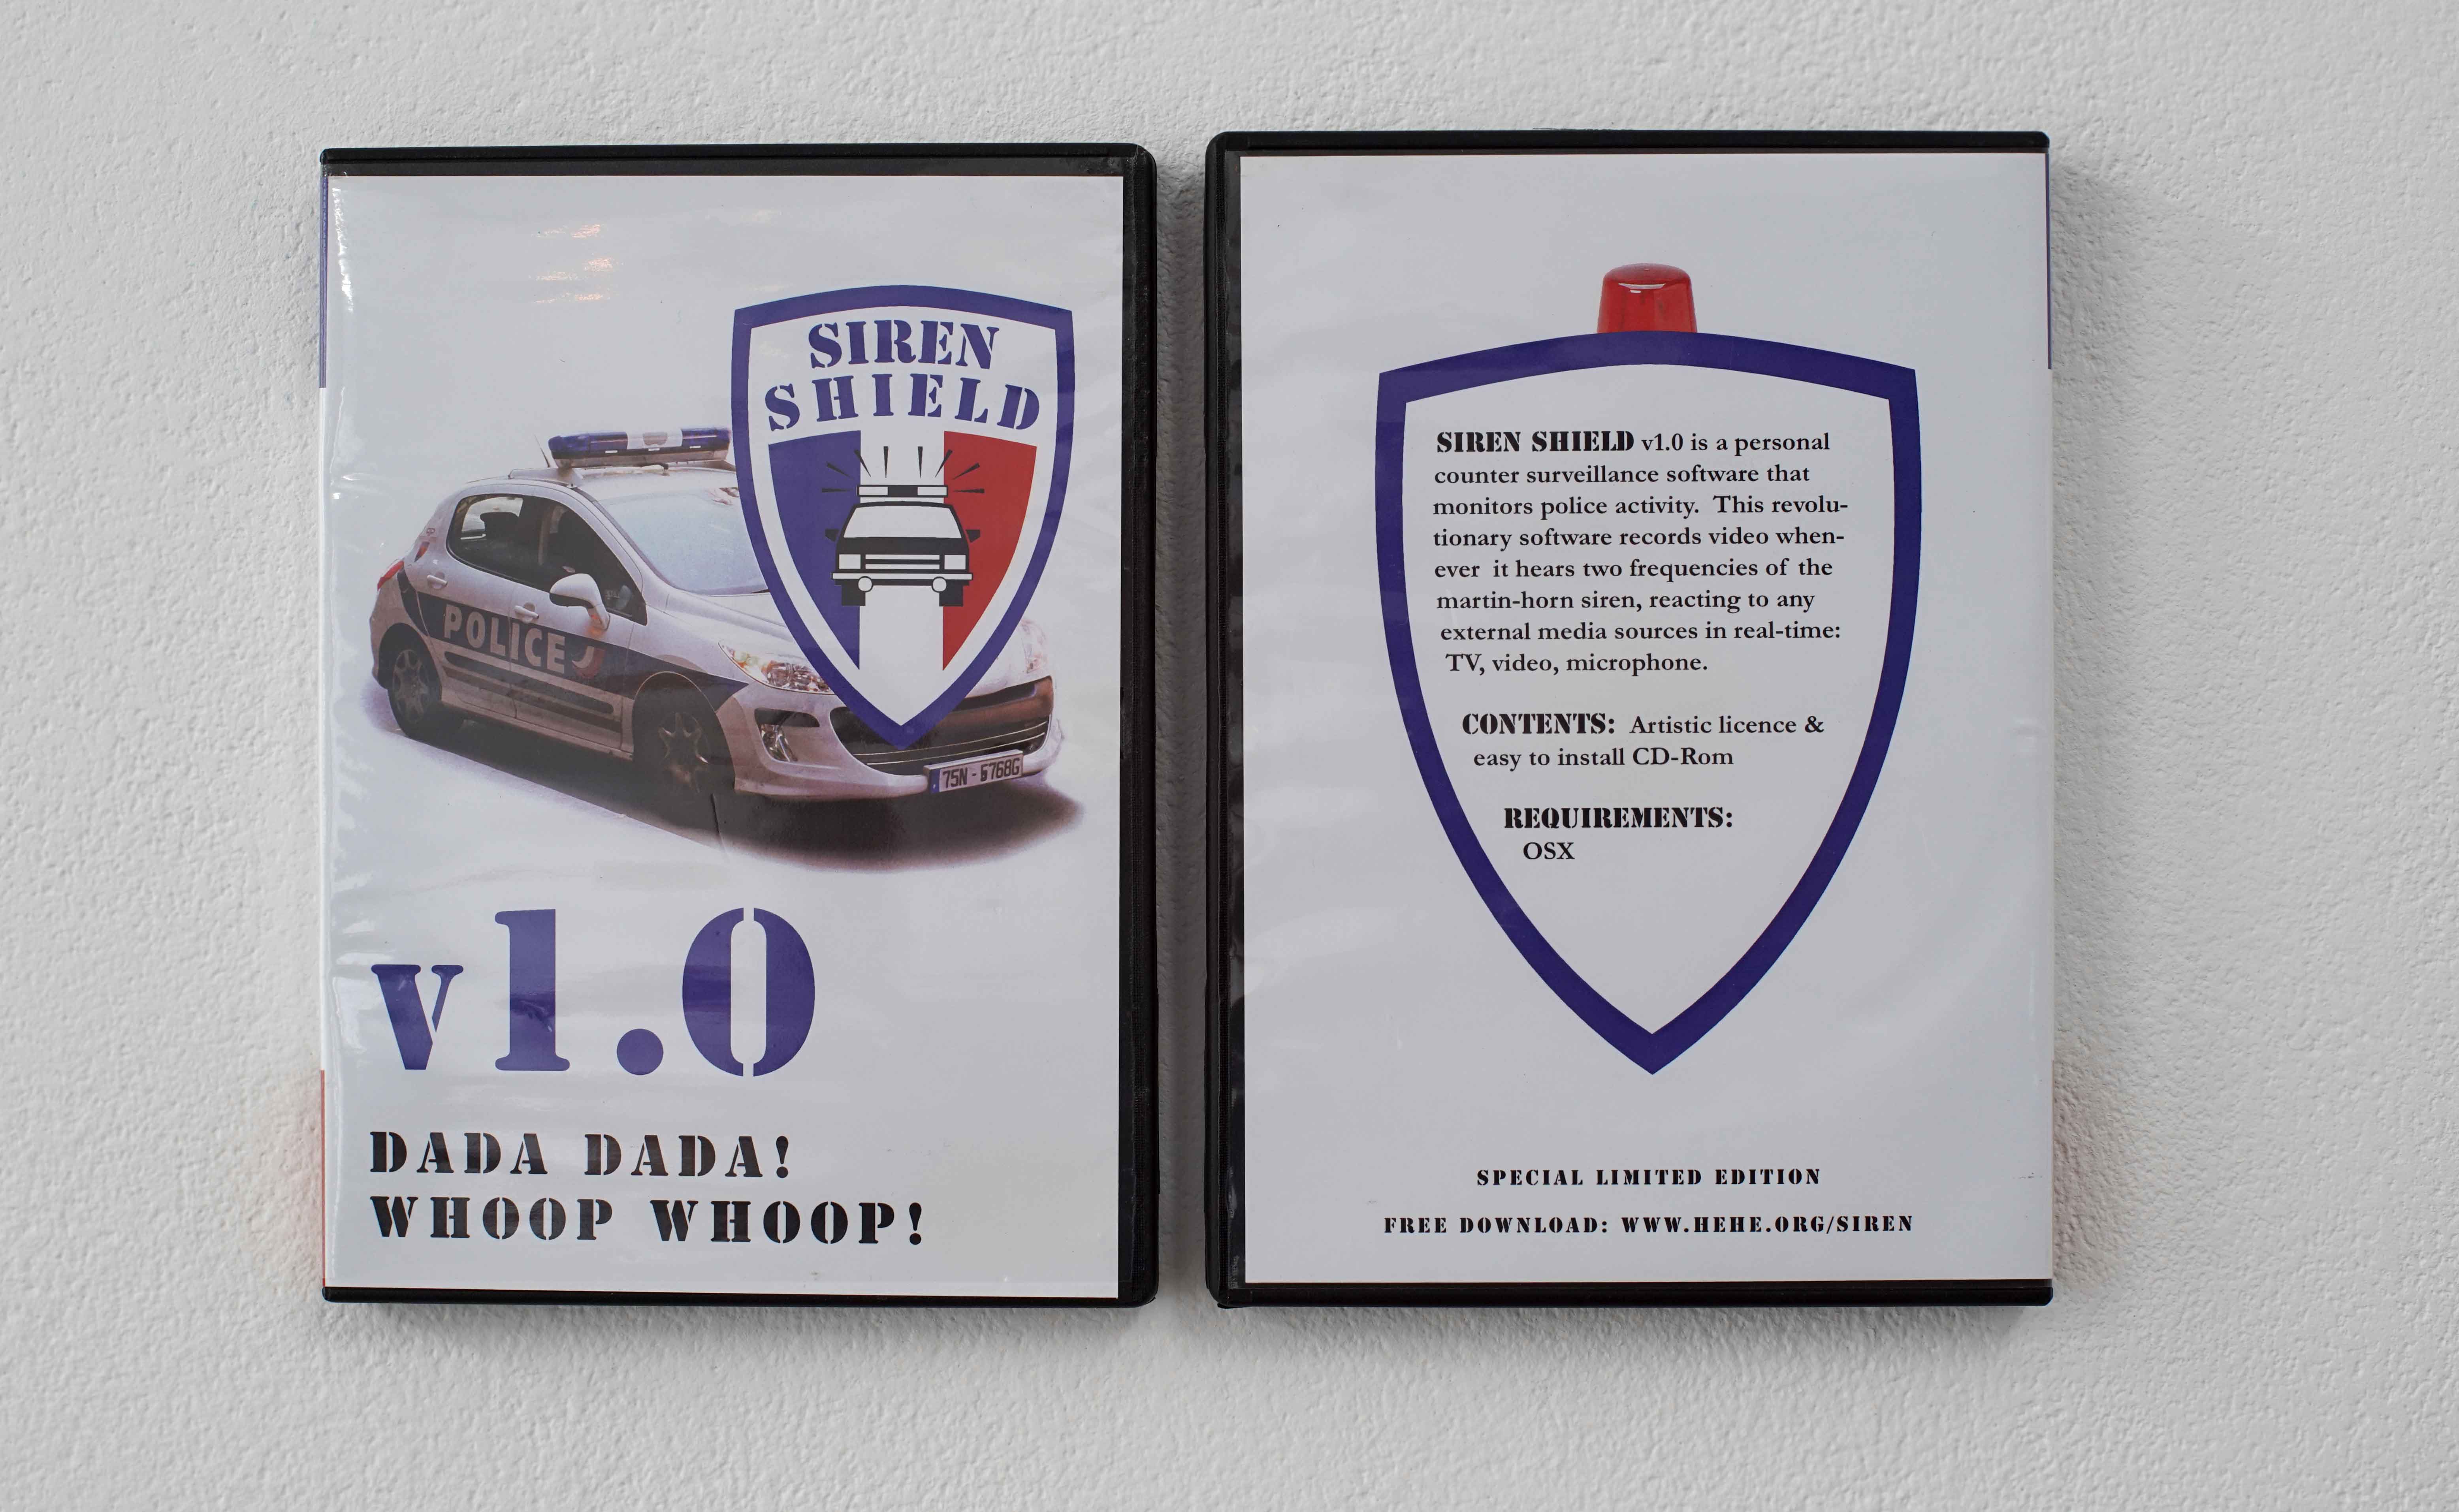 SIREN
SHIELD
POLICE
75N - 5768G
v1.0
DADA DADA!
WHOOP WHOOP!
SIREN SHIELD v1.0 is a personal
counter surveillance software that
monitors police activity. This revolu-
tionary software records video when-
ever it hears two frequencies of the
martin-horn siren, reacting to any
external media sources in real-time:
TV, video, microphone.
CONTENTS: Artistic licence &
easy to install CD-Rom
REQUIREMENTS:
OSX
SPECIAL LIMITED EDITION
FREE DOWNLOAD: WWW.HEHE.ORG/SIREN